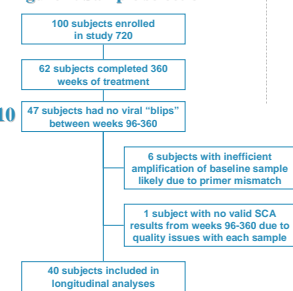 100 subjects enrolled
in study 720
62 subjects completed 360
weeks of treatment
10
47 subjects had no viral “blips”
between weeks 96-360
6 subjects with inefficient
amplification of baseline sample
likely due to primer mismatch
1 subject with no valid SCA
results from weeks 96-360 due to
quality issues with each sample
40 subjects included in
longitudinal analyses